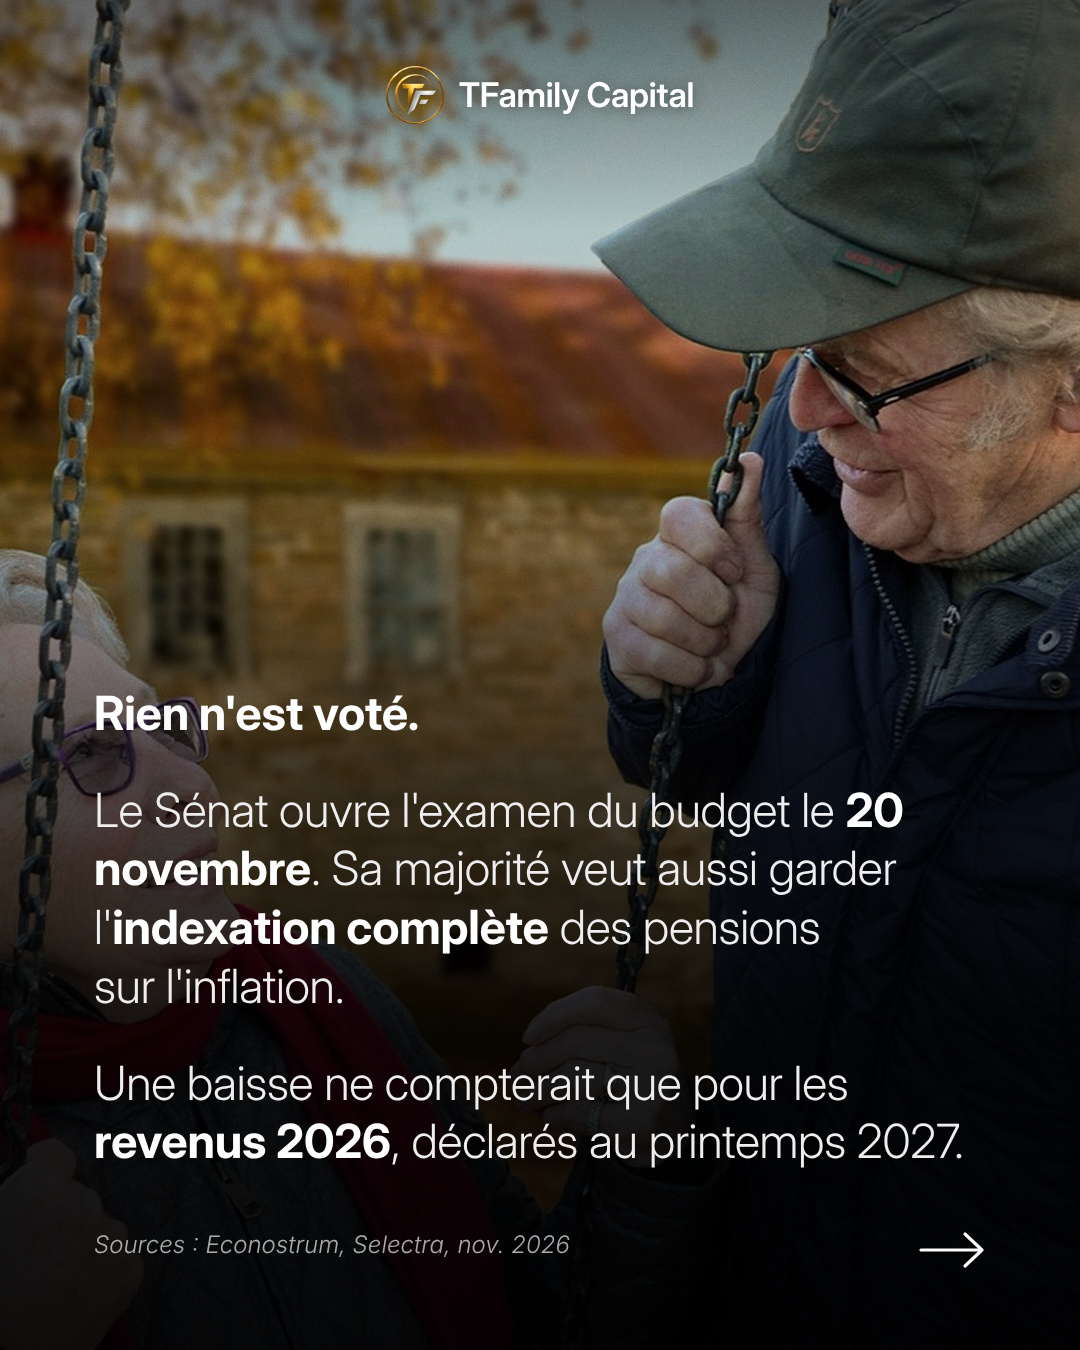 TFamily Capital
Rien n'est voté.
Le Sénat ouvre l'examen du budget le 20
novembre. Sa majorité veut aussi garder
l'indexation complète des pensions
sur l'inflation.
Une baisse ne compterait que pour les
revenus 2026, déclarés au printemps 2027.
Sources : Econostrum, Selectra, nov. 2026